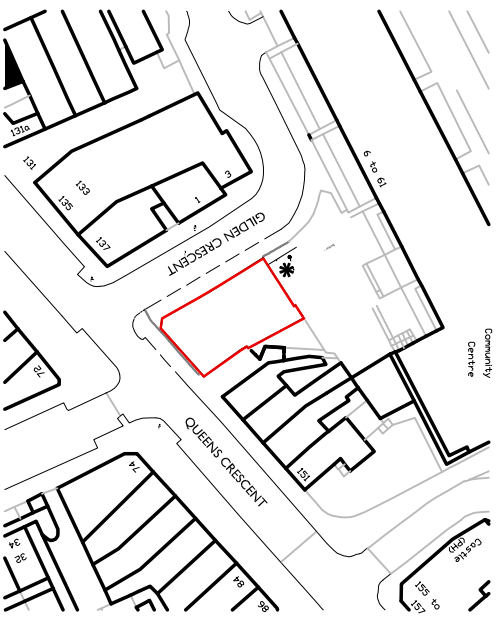 131a
131
133
135
137
3
1
6 to 61
GILDEN CRESCENT
Community
Centre
72
QUEENS CRESCENT
151
74
84
86
34
32
Castle
(PH)
155 to
157